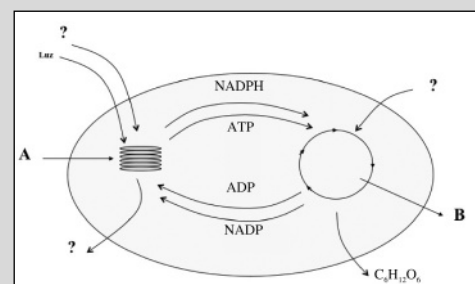 ?
Luz
NADPH
?
ATP
A
ADP
B
NADP
?
C₆H₁₂O₆